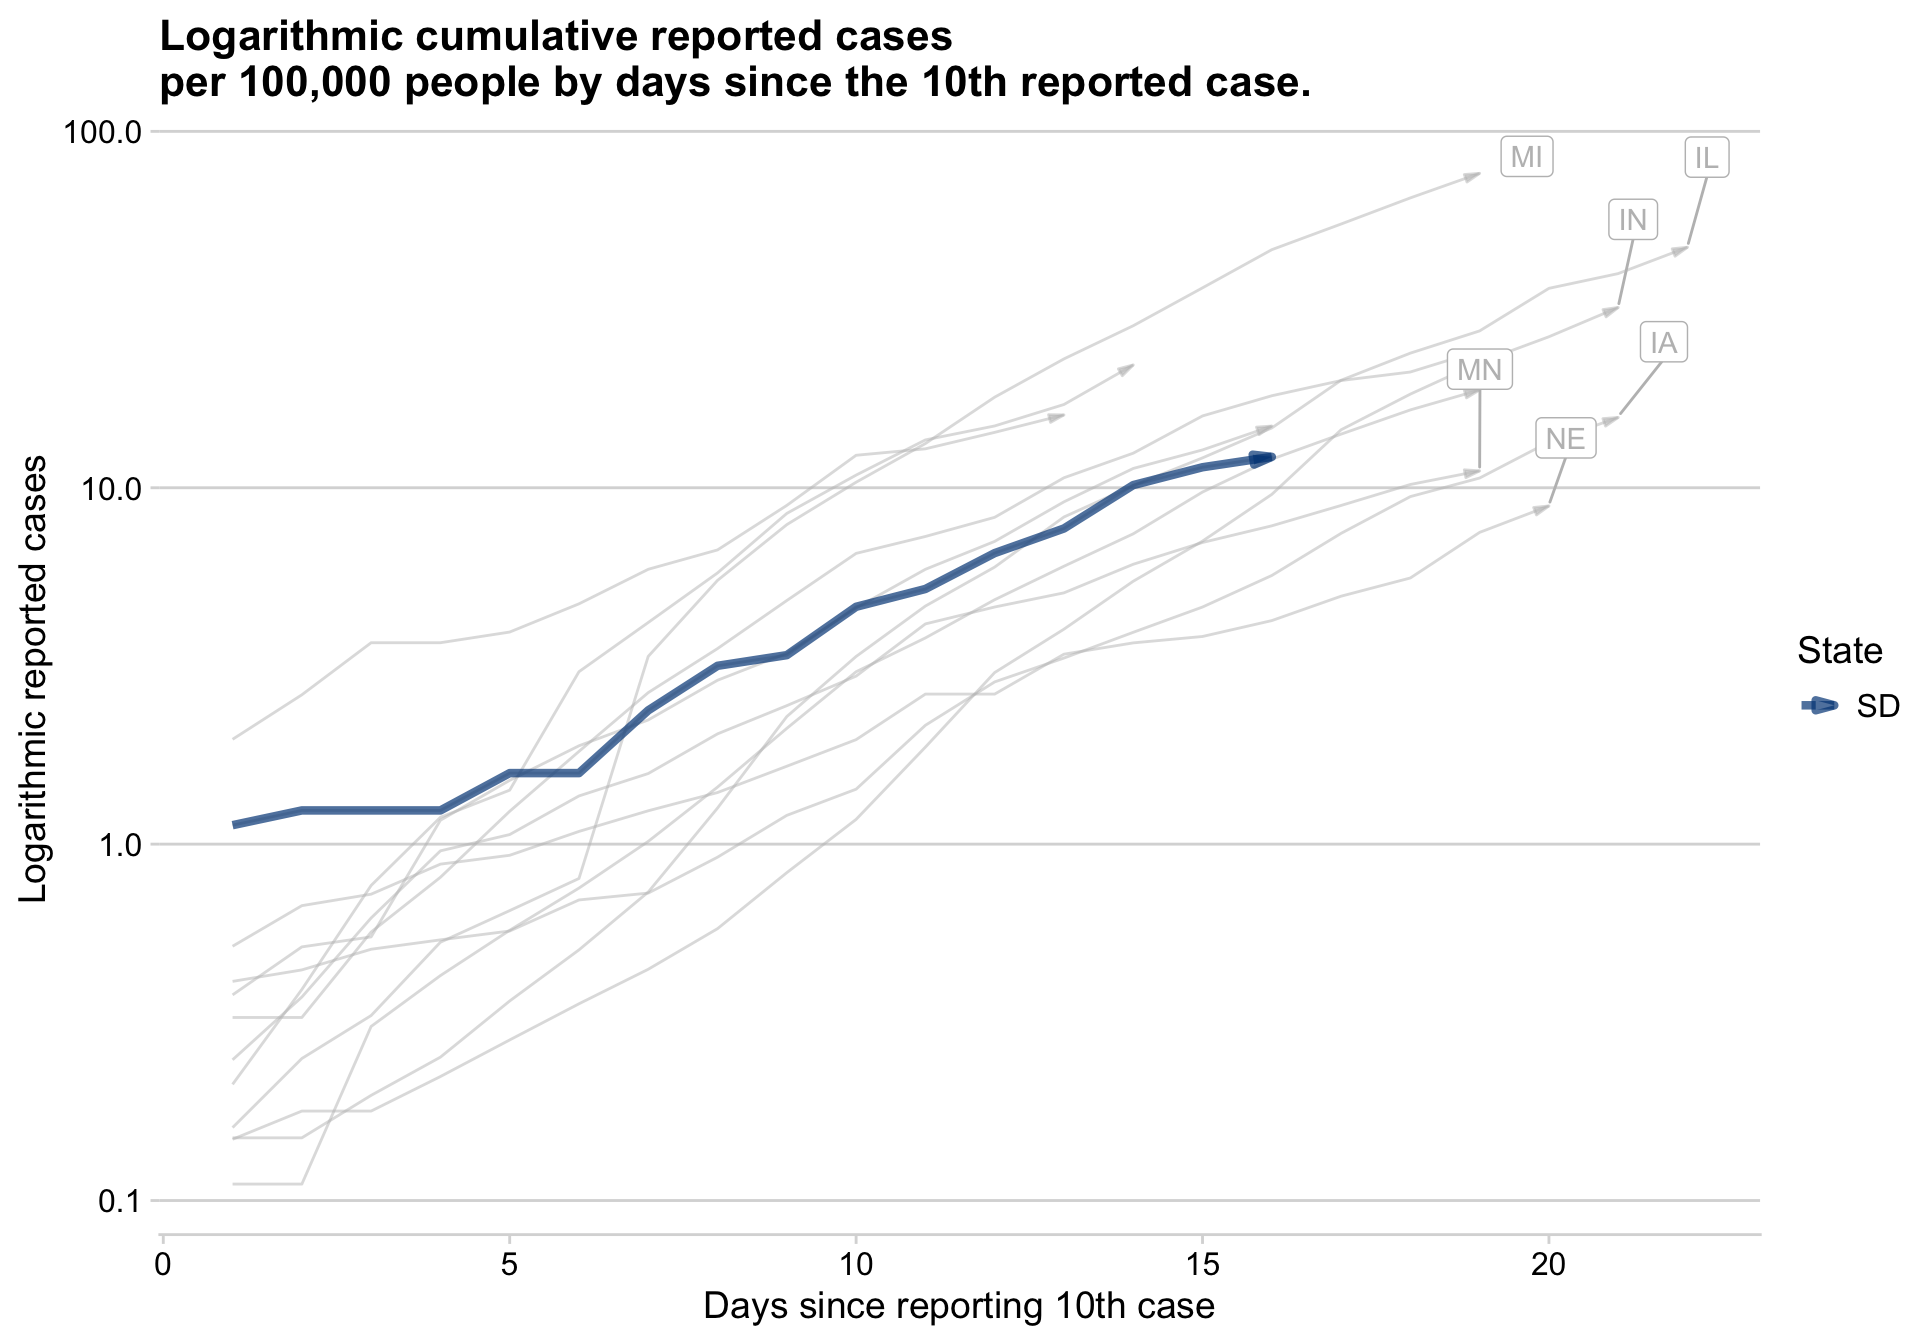 Logarithmic cumulative reported cases
per 100,000 people by days since the 10th reported case.
100.0
10.0
1.0
0.1
Logarithmic reported cases
MI
IL
IN
IA
MN
NE
State
SD
0
5
10
15
20
Days since reporting 10th case